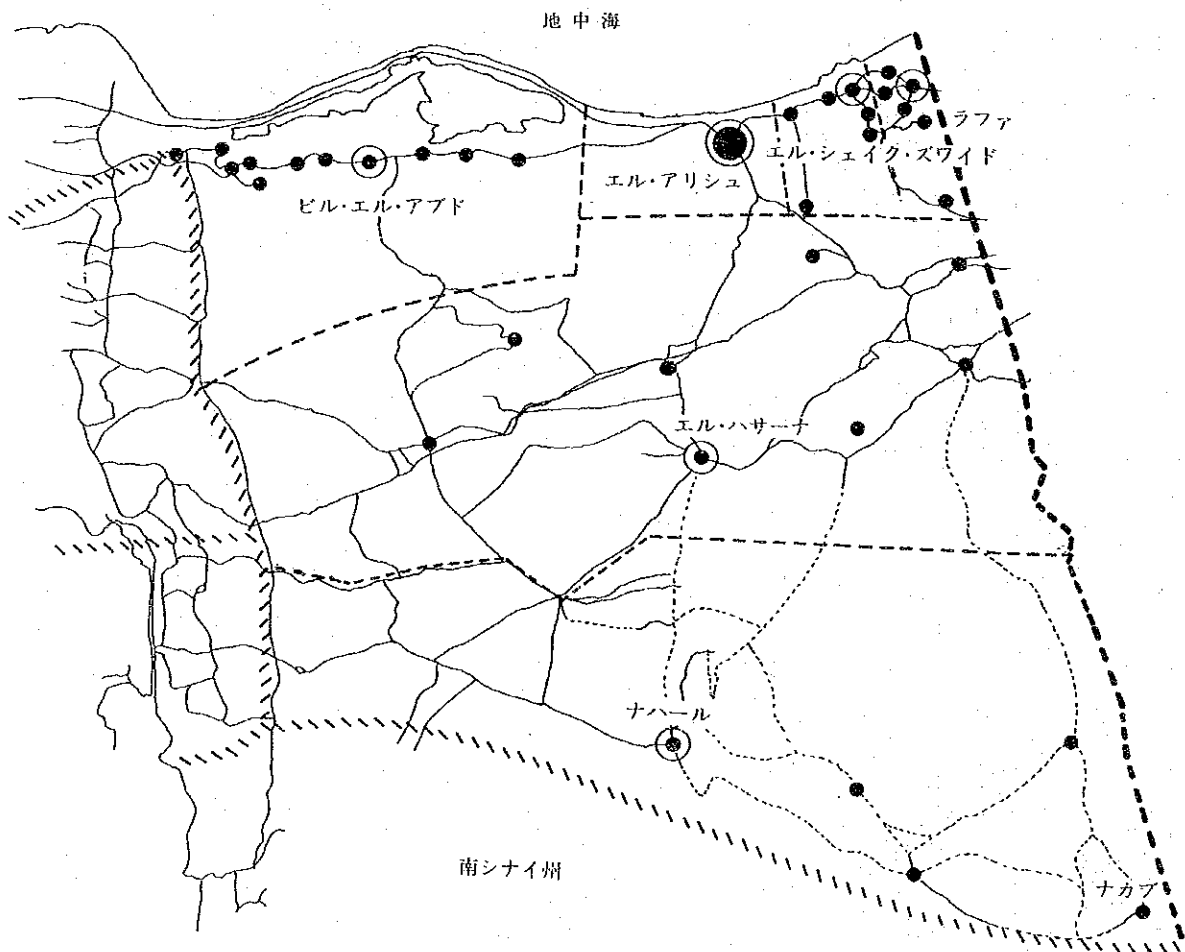 地中海
ラファ
エル・シェイク・ズワイド
エル・アリシュ
ビル・エル・アブド
エル・ハサーナ
ナハール
南シナイ州
ナカブ